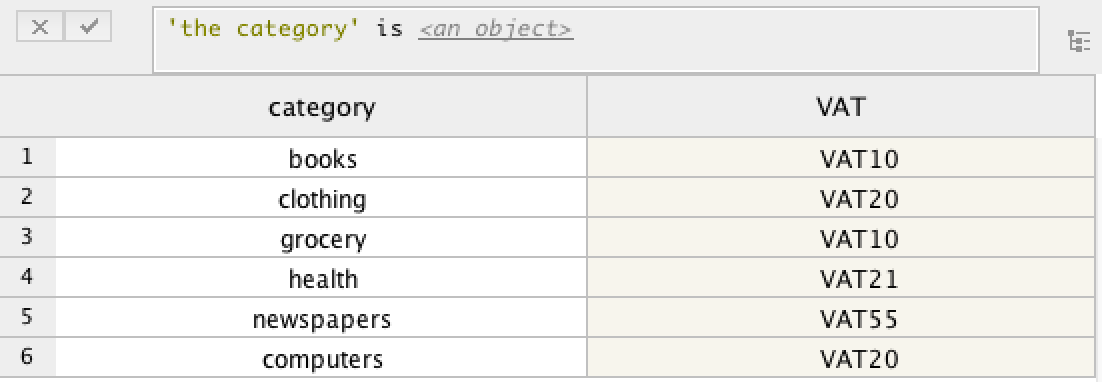 'the category' is <an object>
category VAT
1 books VAT10
2 clothing VAT20
3 grocery VAT10
4 health VAT21
5 newspapers VAT55
6 computers VAT20